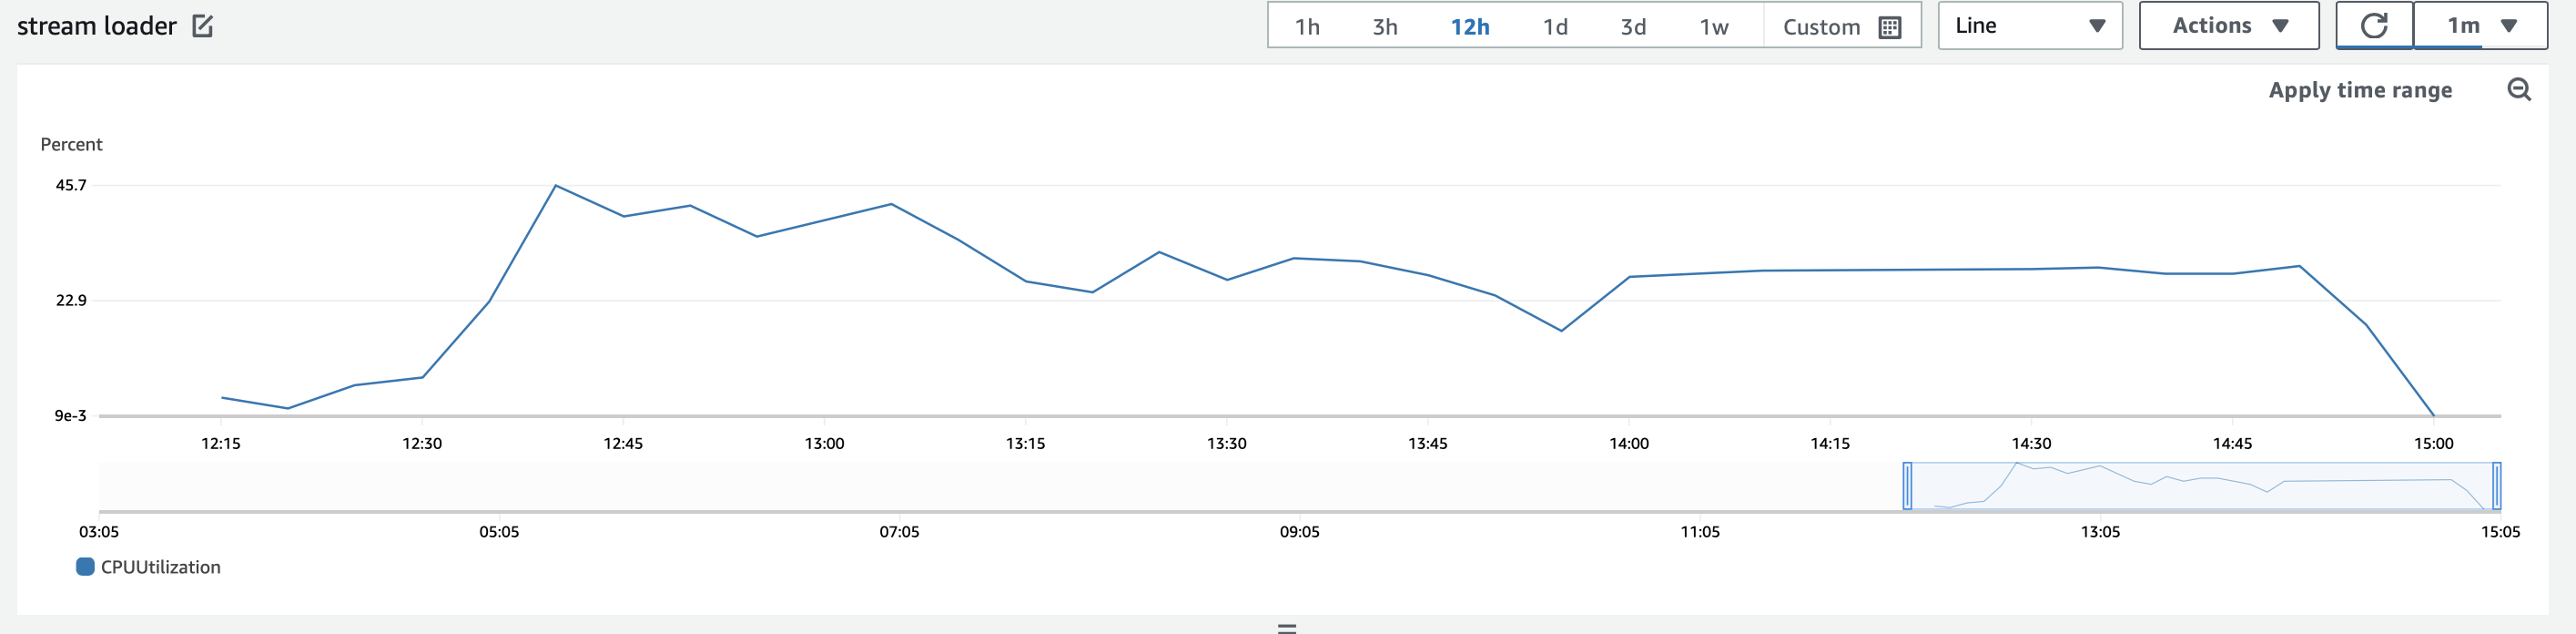 stream loader
1h 3h 12h 1d 3d 1w Custom
Line
Actions
1m
Apply time range
Percent
45.7
22.9
9e-3
12:15 12:30 12:45 13:00 13:15 13:30 13:45 14:00 14:15 14:30 14:45 15:00
03:05 05:05 07:05 09:05 11:05 13:05 15:05
CPUUtilization